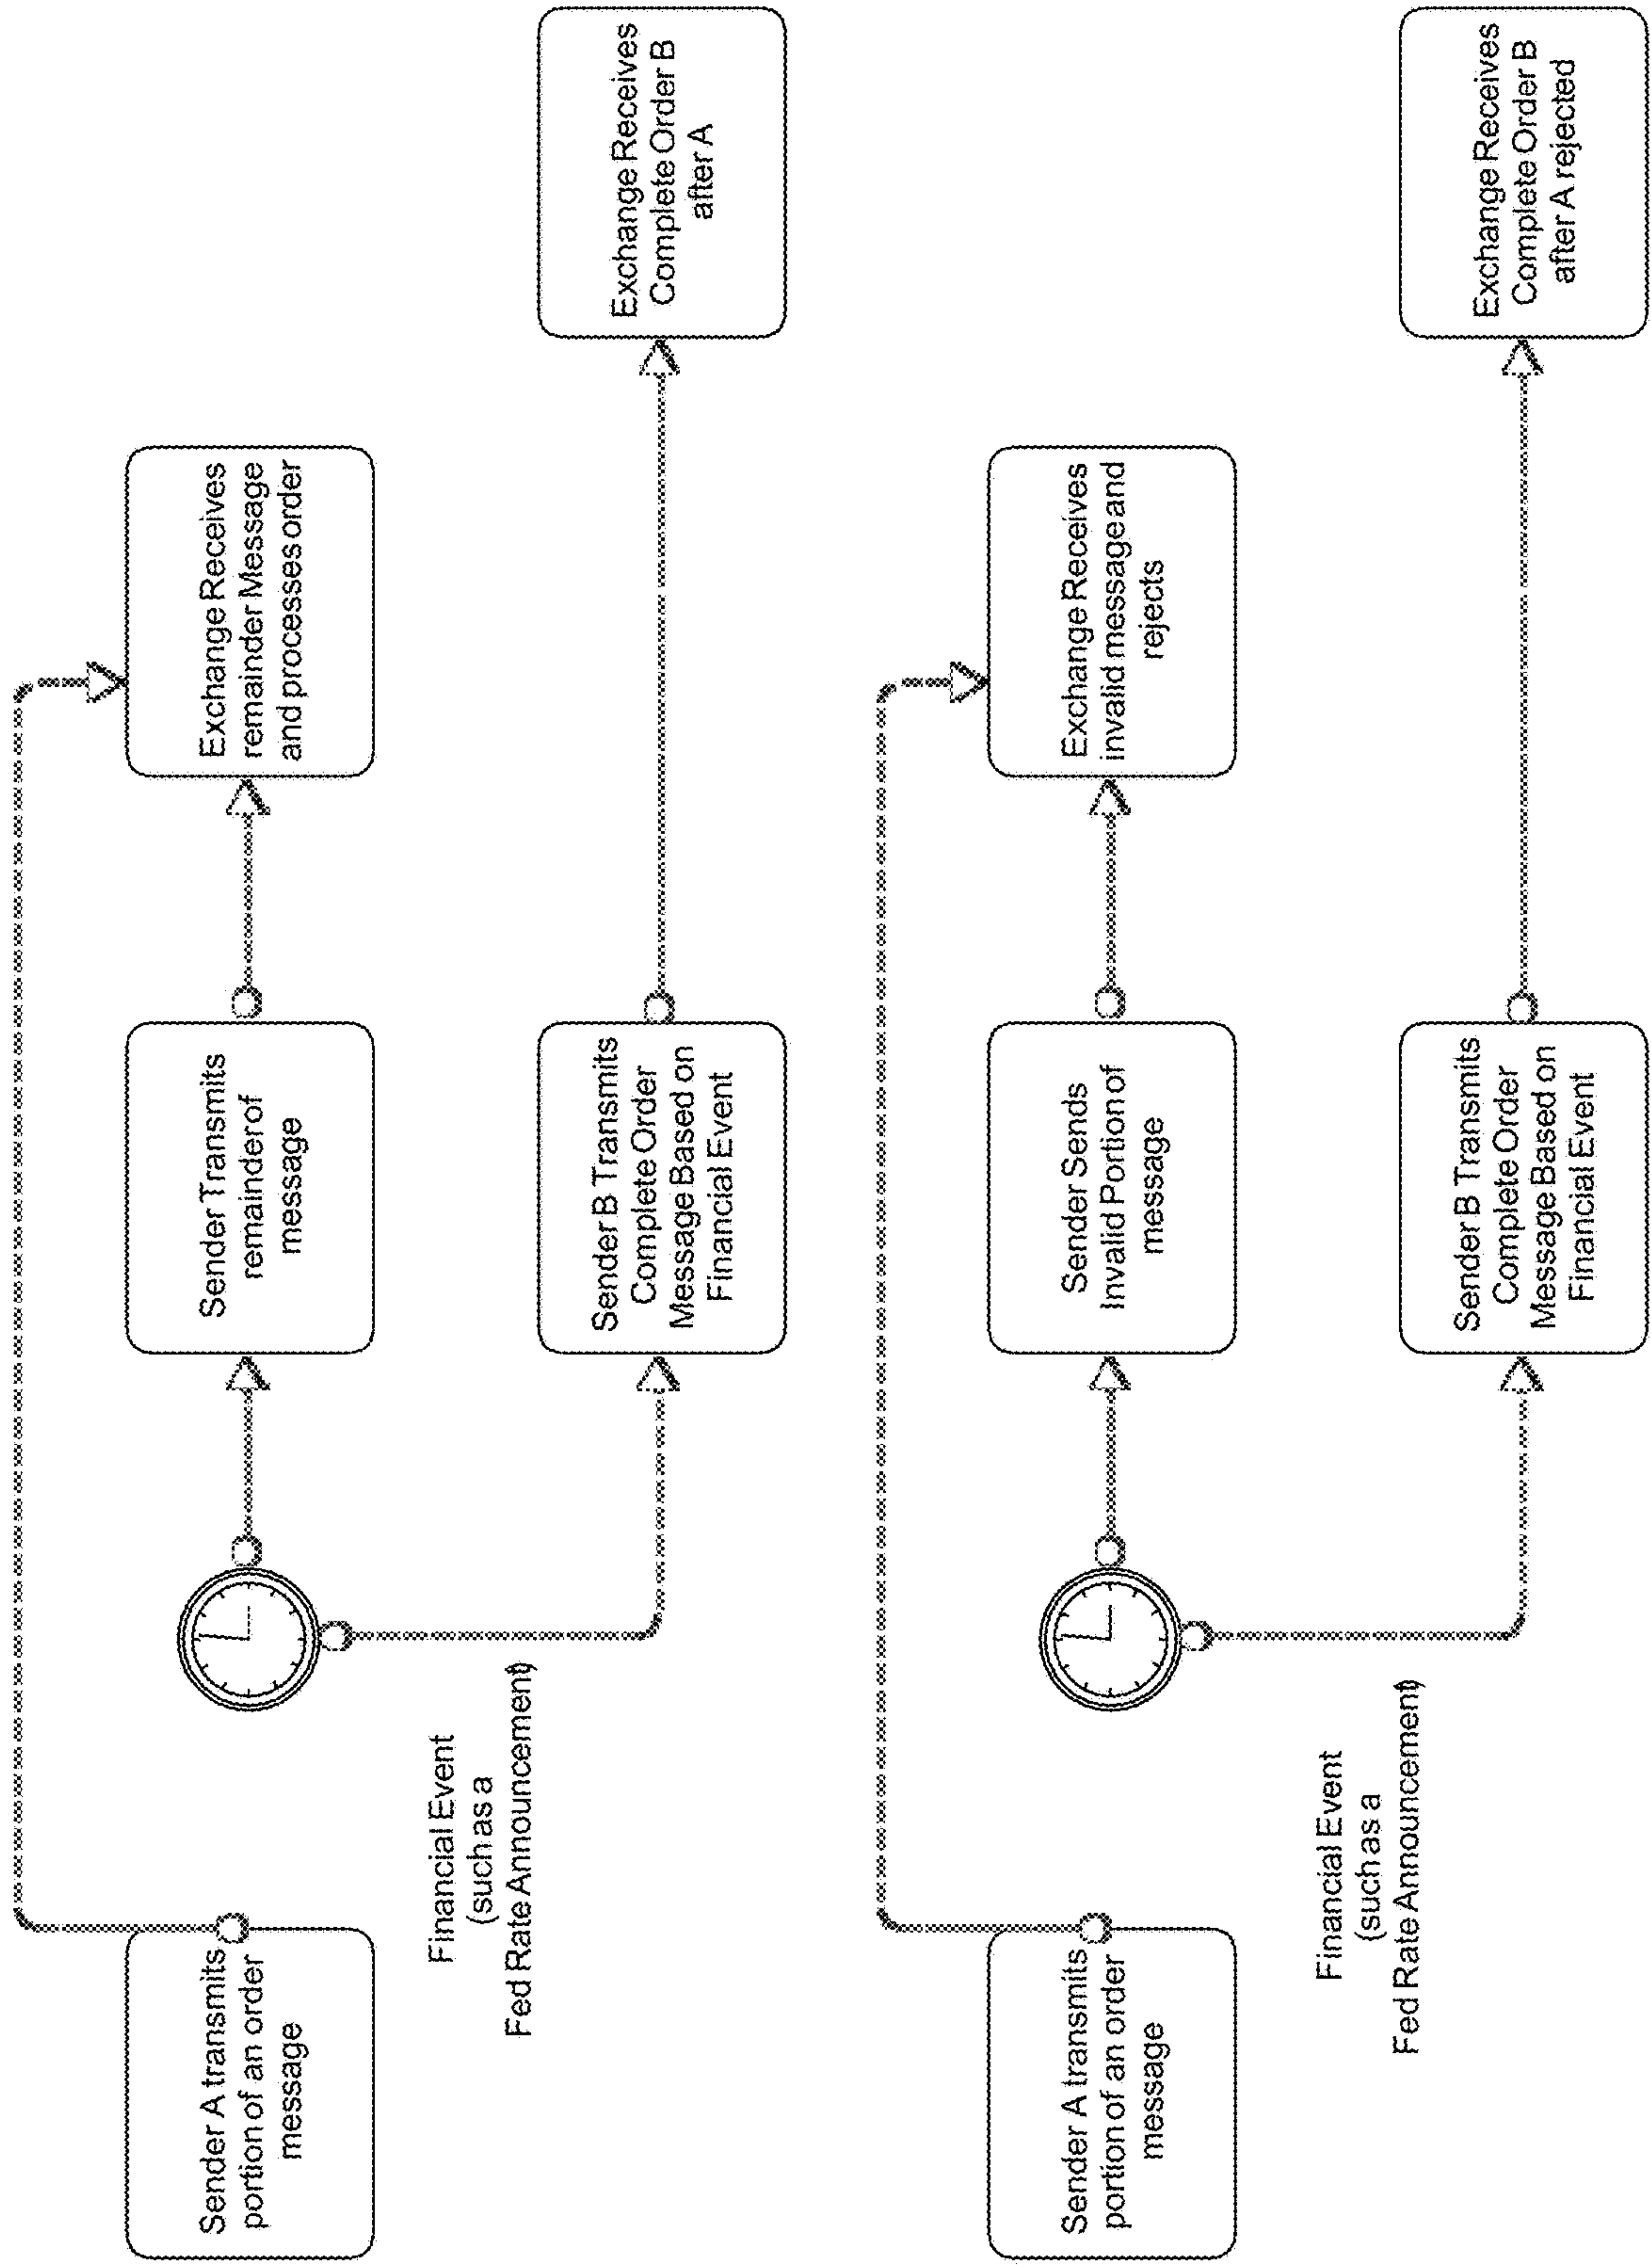 Sender A transmits
portion of an order
message
Financial Event
(such as a
Fed Rate Announcement)
Sender Transmits
remainder of
message
Exchange Receives
remainder Message
and processes order
Sender B Transmits
Complete Order
Message Based on
Financial Event
Exchange Receives
Complete Order B
after A
Sender A transmits
portion of an order
message
Financial Event
(such as a
Fed Rate Announcement)
Sender Sends
Invalid Portion of
message
Exchange Receives
invalid message and
rejects
Sender B Transmits
Complete Order
Message Based on
Financial Event
Exchange Receives
Complete Order B
after A rejected